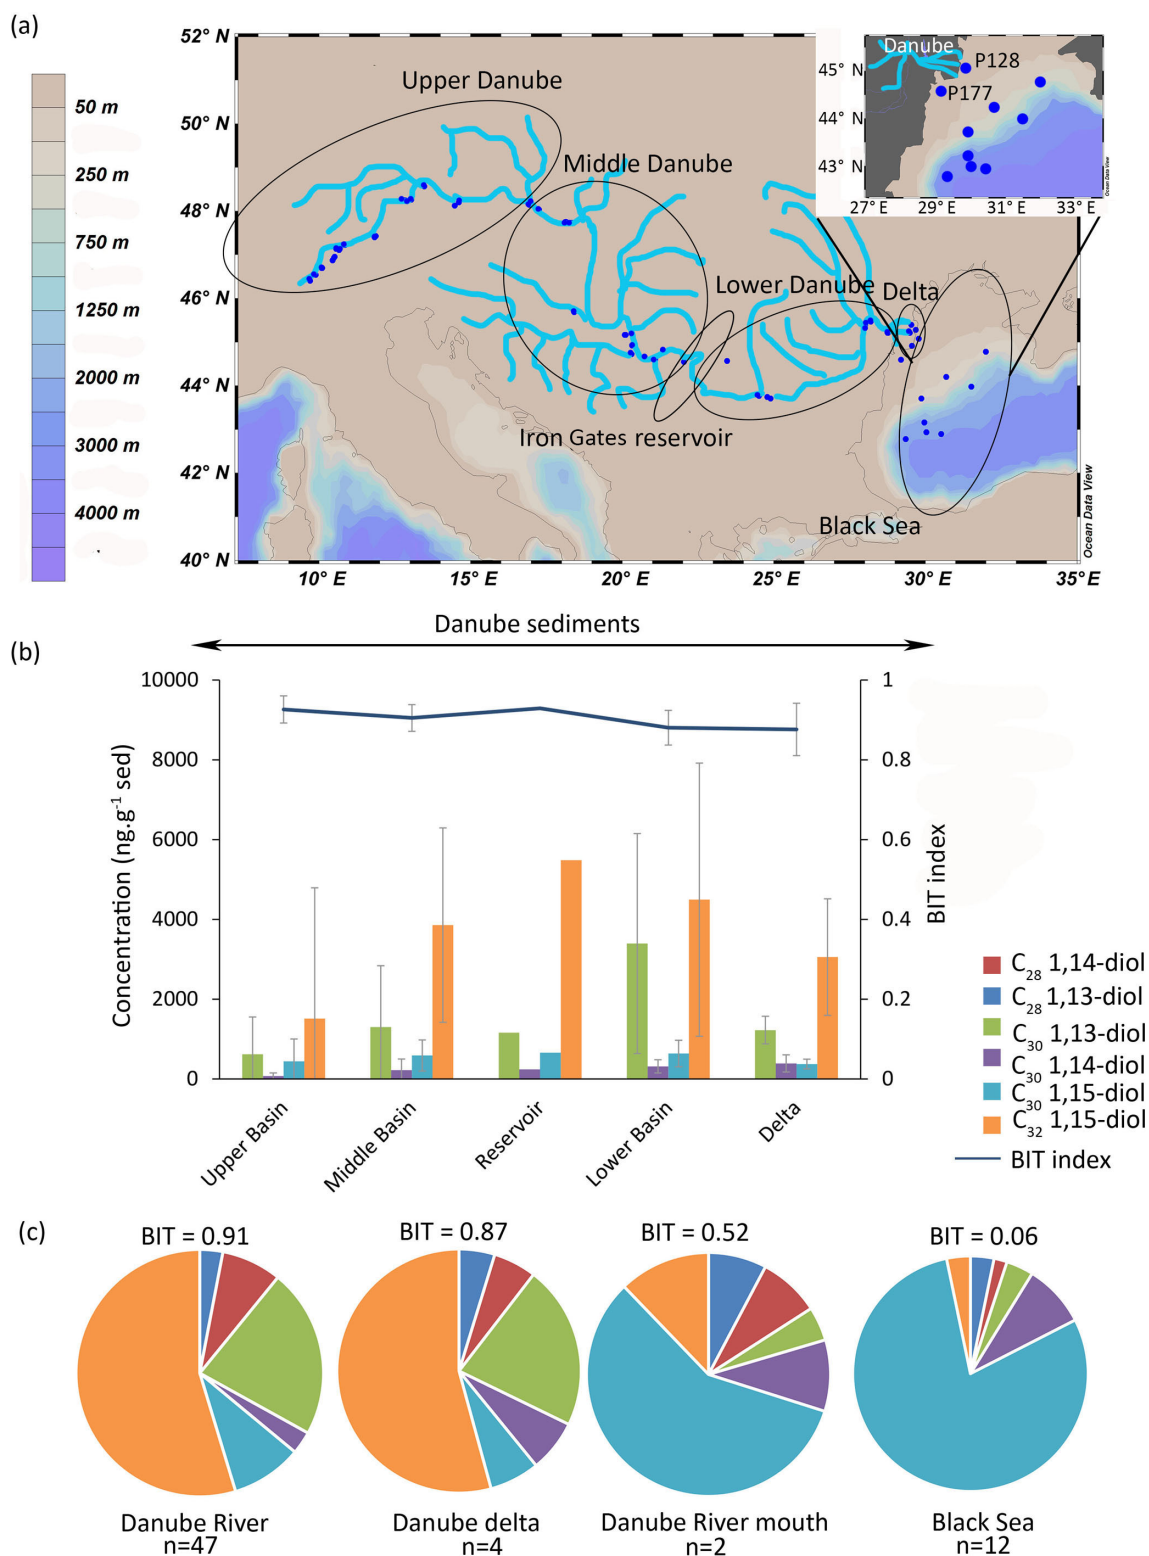 (a)
52° N
50° N
48° N
46° N
44° N
42° N
40° N
10° E
15° E
20° E
25° E
30° E
35° E
50 m
250 m
750 m
1250 m
2000 m
3000 m
4000 m
Upper Danube
Middle Danube
Lower Danube
Delta
Iron Gates reservoir
Black Sea
Ocean Data View
Danube
P128
P177
45° N
44° N
43° N
27° E
29° E
31° E
33° E
Ocean Data View
Danube sediments
(b)
10000
8000
6000
4000
2000
0
Concentration (ng.g⁻¹ sed)
1
0.8
0.6
0.4
0.2
0
BIT index
Upper Basin
Middle Basin
Reservoir
Lower Basin
Delta
C₂₈ 1,14-diol
C₂₈ 1,13-diol
C₃₀ 1,13-diol
C₃₀ 1,14-diol
C₃₀ 1,15-diol
C₃₂ 1,15-diol
BIT index
(c)
BIT = 0.91
BIT = 0.87
BIT = 0.52
BIT = 0.06
Danube River
n=47
Danube delta
n=4
Danube River mouth
n=2
Black Sea
n=12